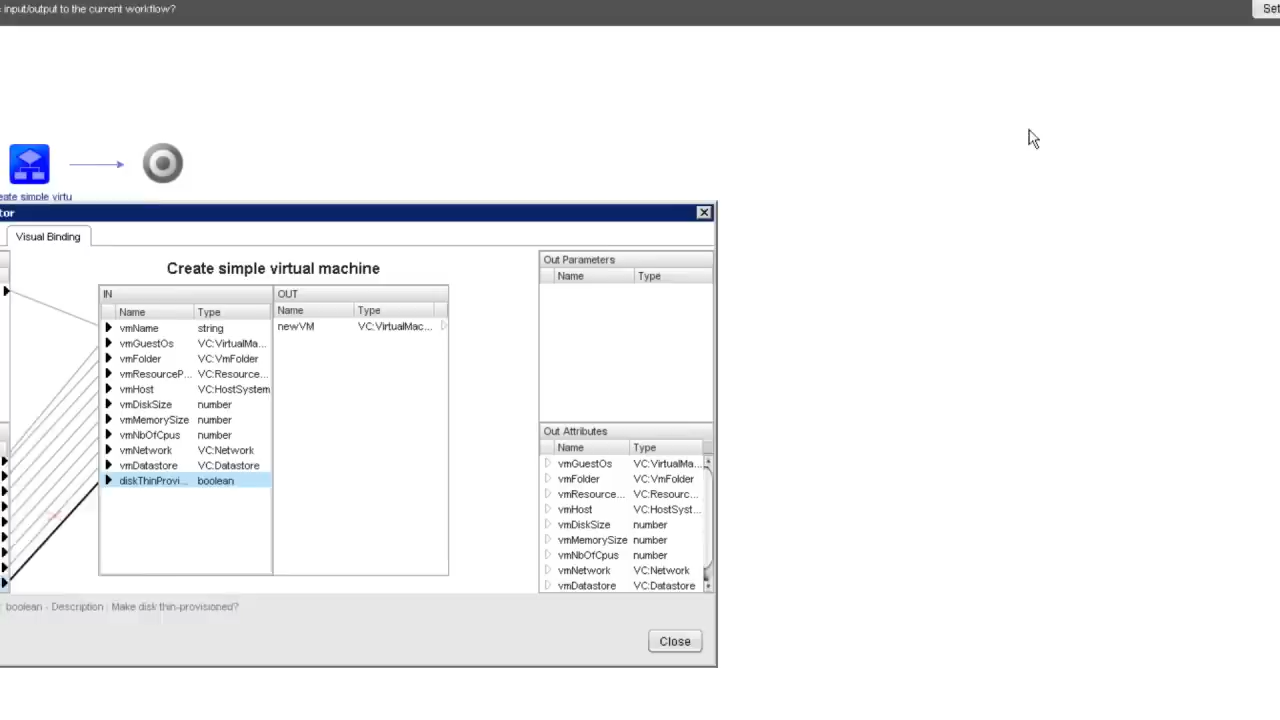 input/output to the current workflow?
Set
eate simple virtu
tor
Visual Binding
Create simple virtual machine
IN
Name Type
vmName string
vmGuestOs VC:VirtualMa...
vmFolder VC:VmFolder
vmResourceP... VC:Resource...
vmHost VC:HostSystem
vmDiskSize number
vmMemorySize number
vmNbOfCpus number
vmNetwork VC:Network
vmDatastore VC:Datastore
diskThinProvi... boolean
OUT
Name Type
newVM VC:VirtualMac...
Out Parameters
Name Type
Out Attributes
Name Type
vmGuestOs VC:VirtualMa...
vmFolder VC:VmFolder
vmResource... VC:Resourc...
vmHost VC:HostSyst...
vmDiskSize number
vmMemorySize number
vmNbOfCpus number
vmNetwork VC:Network
vmDatastore VC:Datastore
boolean - Description : Make disk thin-provisioned?
Close